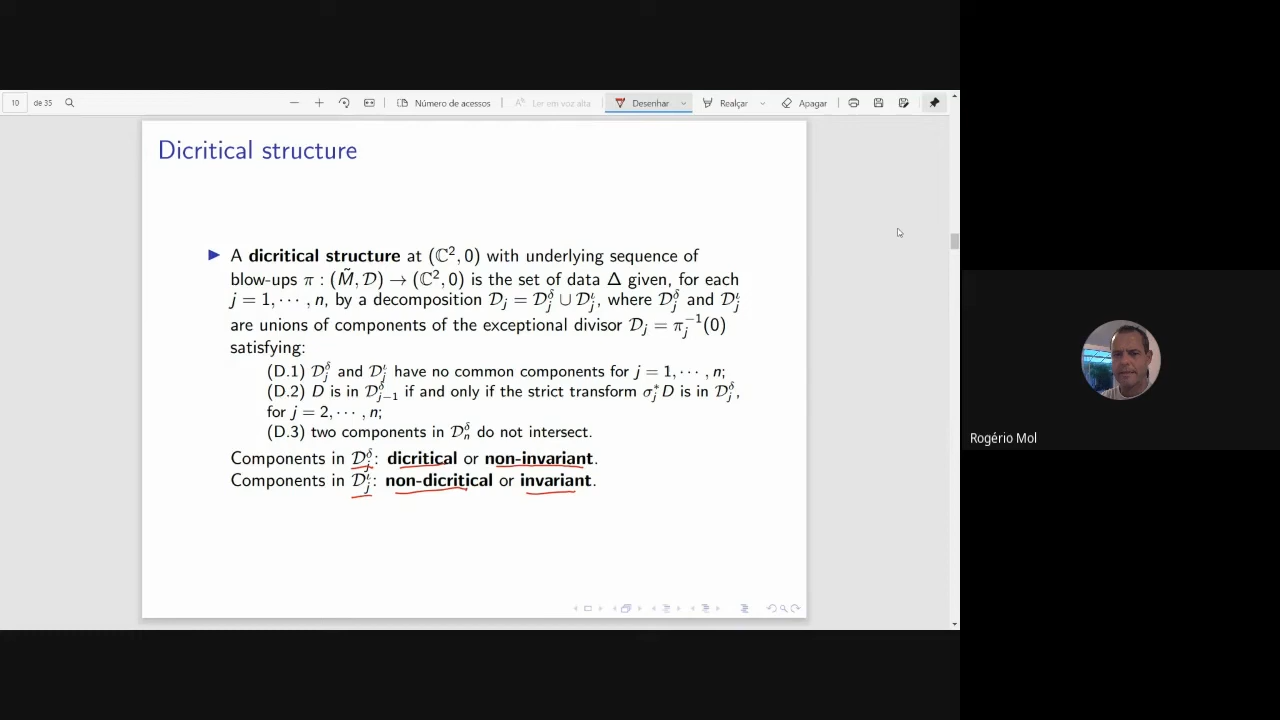 10 de 35 Número de acessos Ler em voz alta Desenhar Realçar Apagar
Dicritical structure
A dicritical structure at (ℂ², 0) with underlying sequence of
blow-ups π : (M̃, 𝒟) → (ℂ², 0) is the set of data Δ given, for each
j = 1, ⋯ , n, by a decomposition 𝒟ⱼ = 𝒟ⱼ^δ ∪ 𝒟ⱼ^ι, where 𝒟ⱼ^δ and 𝒟ⱼ^ι
are unions of components of the exceptional divisor 𝒟ⱼ = πⱼ⁻¹(0)
satisfying:
(D.1) 𝒟ⱼ^δ and 𝒟ⱼ^ι have no common components for j = 1, ⋯ , n;
(D.2) D is in 𝒟ⱼ₋₁^δ if and only if the strict transform σⱼ*D is in 𝒟ⱼ^δ,
for j = 2, ⋯ , n;
(D.3) two components in 𝒟ₙ^δ do not intersect.
Components in 𝒟ⱼ^δ: dicritical or non-invariant.
Components in 𝒟ⱼ^ι: non-dicritical or invariant.
Rogério Mol